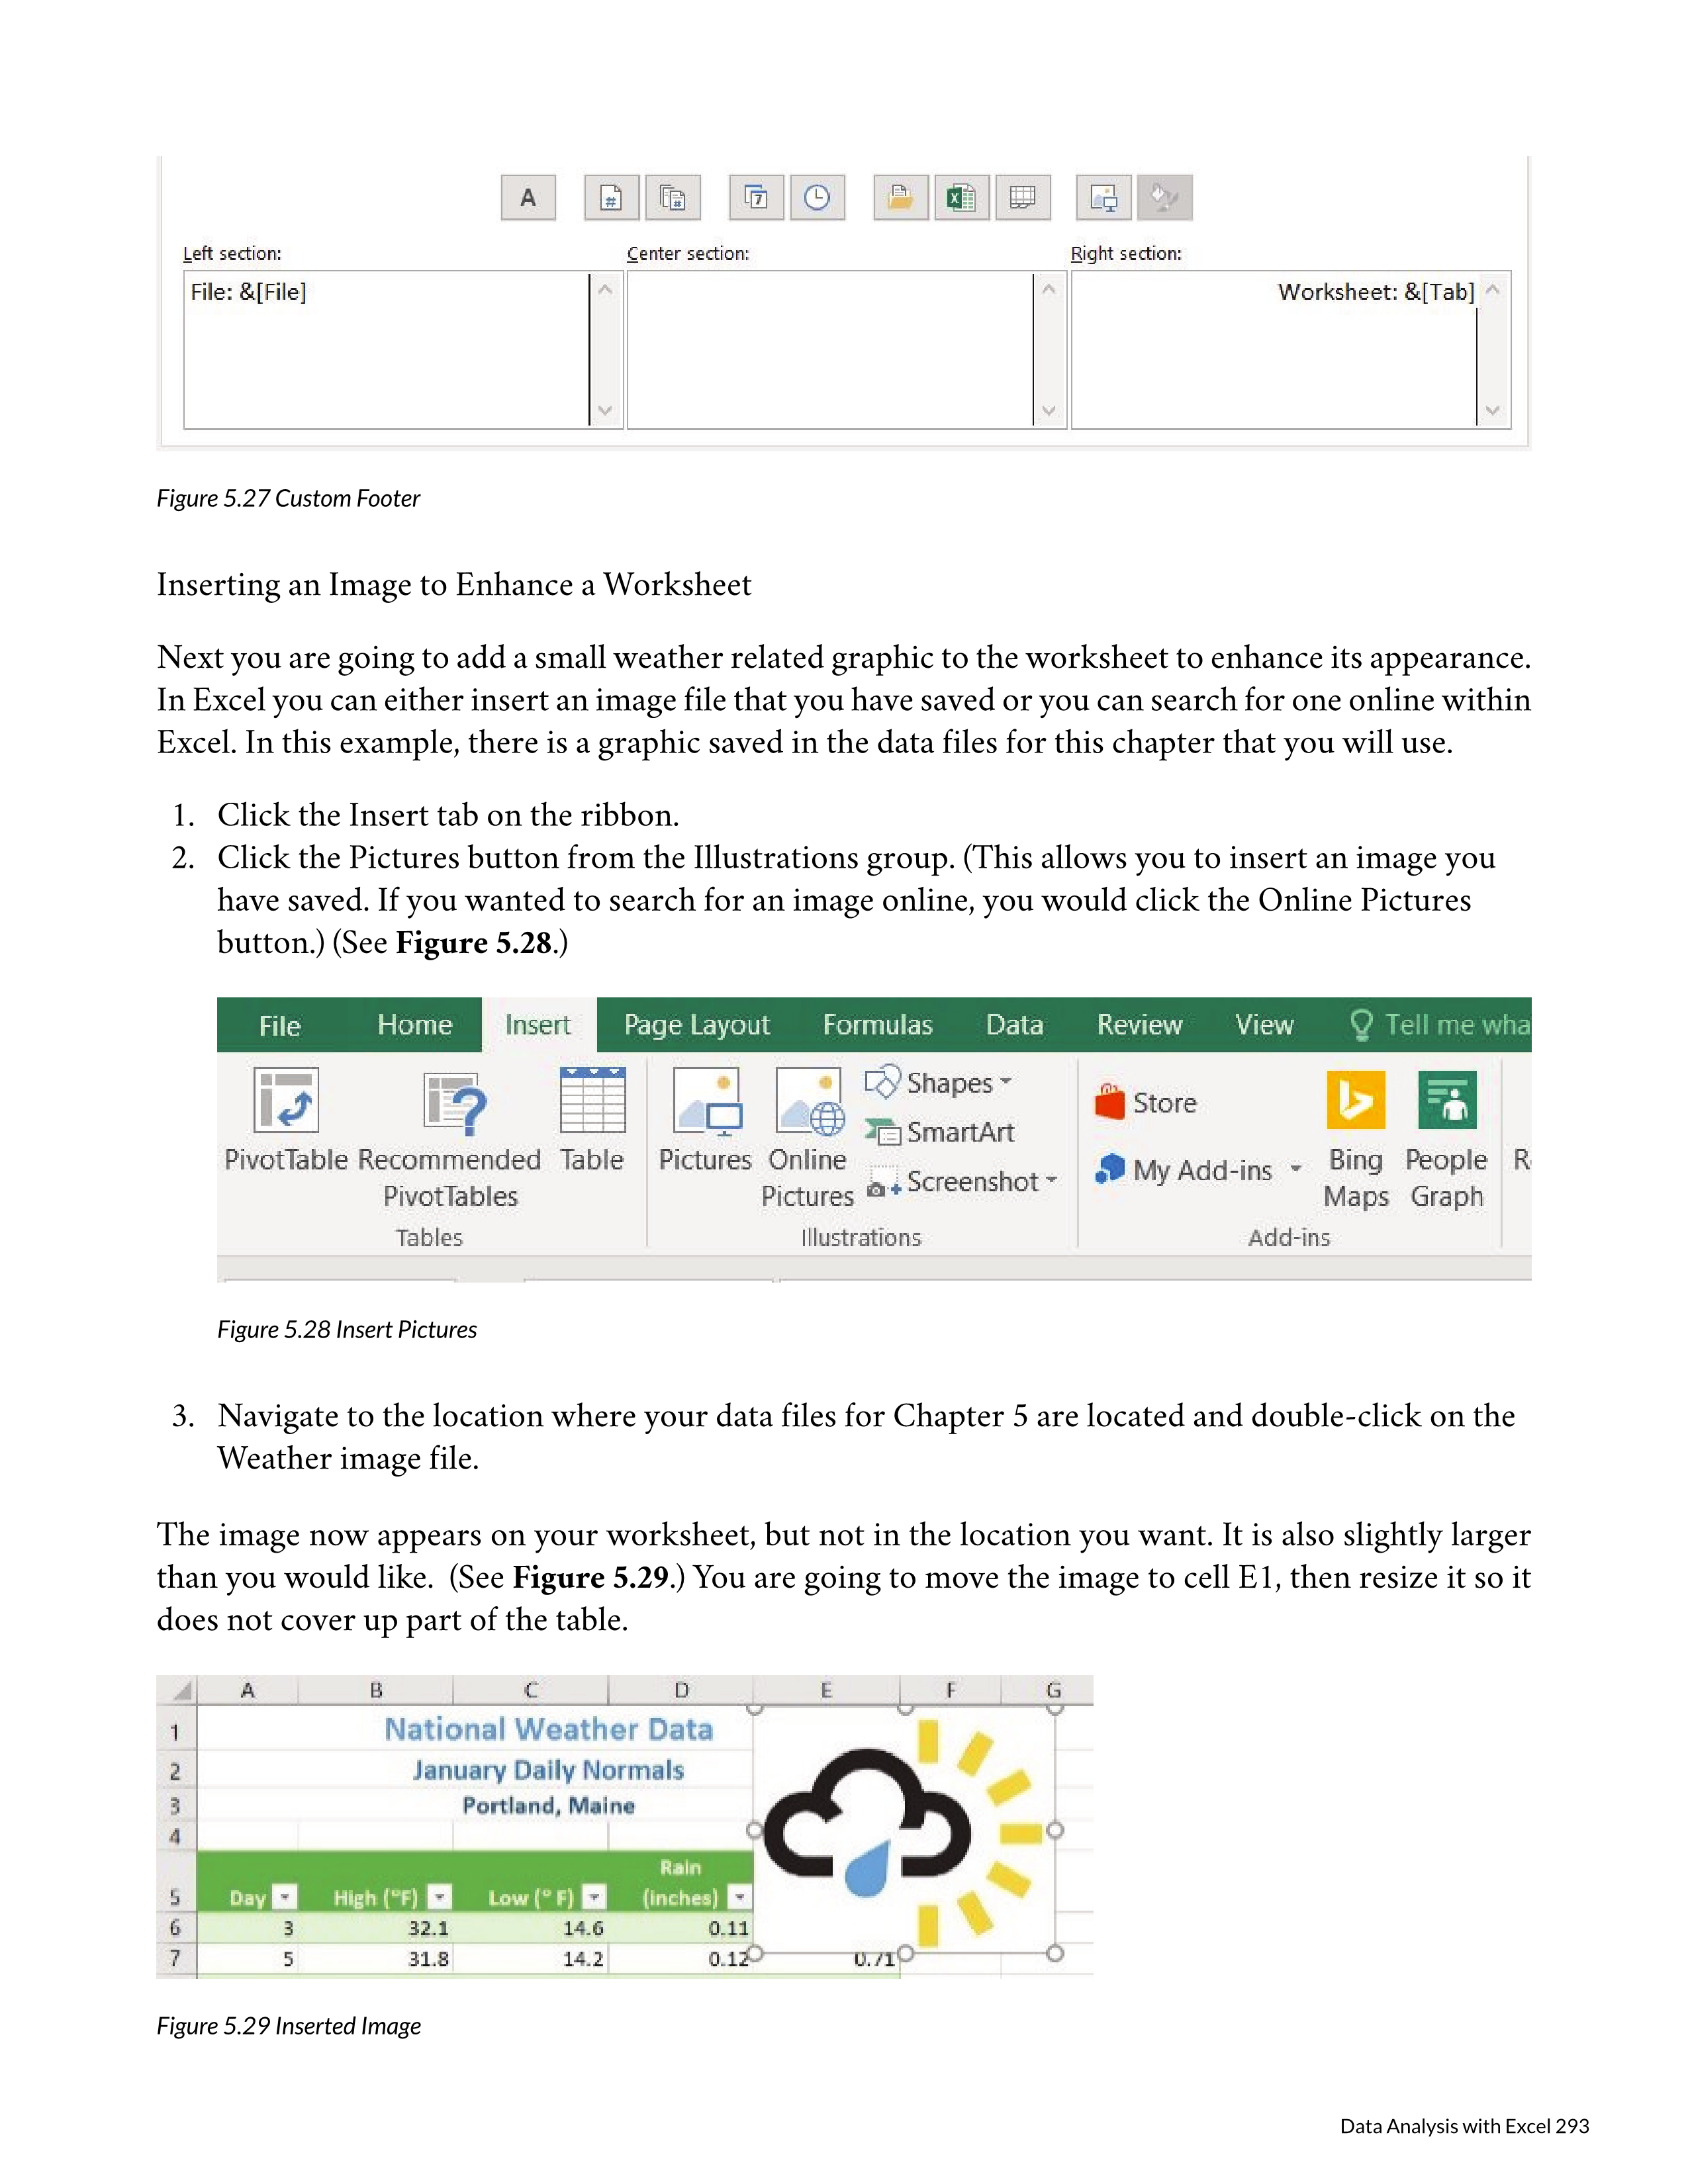 A
Left section: Center section: Right section:
File: &[File] Worksheet: &[Tab]
Figure 5.27 Custom Footer
Inserting an Image to Enhance a Worksheet
Next you are going to add a small weather related graphic to the worksheet to enhance its appearance.
In Excel you can either insert an image file that you have saved or you can search for one online within
Excel. In this example, there is a graphic saved in the data files for this chapter that you will use.
1. Click the Insert tab on the ribbon.
2. Click the Pictures button from the Illustrations group. (This allows you to insert an image you
have saved. If you wanted to search for an image online, you would click the Online Pictures
button.) (See Figure 5.28.)
File Home Insert Page Layout Formulas Data Review View Tell me wha
PivotTable Recommended PivotTables Table
Tables
Pictures Online Pictures
Shapes
SmartArt
Screenshot
Illustrations
Store
My Add-ins
Bing Maps People Graph
Add-ins
R
Figure 5.28 Insert Pictures
3. Navigate to the location where your data files for Chapter 5 are located and double-click on the
Weather image file.
The image now appears on your worksheet, but not in the location you want. It is also slightly larger
than you would like. (See Figure 5.29.) You are going to move the image to cell E1, then resize it so it
does not cover up part of the table.
A B C D E F G
1 National Weather Data
2 January Daily Normals
3 Portland, Maine
4
Rain
5 Day High (°F) Low (° F) (inches)
6 3 32.1 14.6 0.11
7 5 31.8 14.2 0.12 0.71
Figure 5.29 Inserted Image
Data Analysis with Excel 293